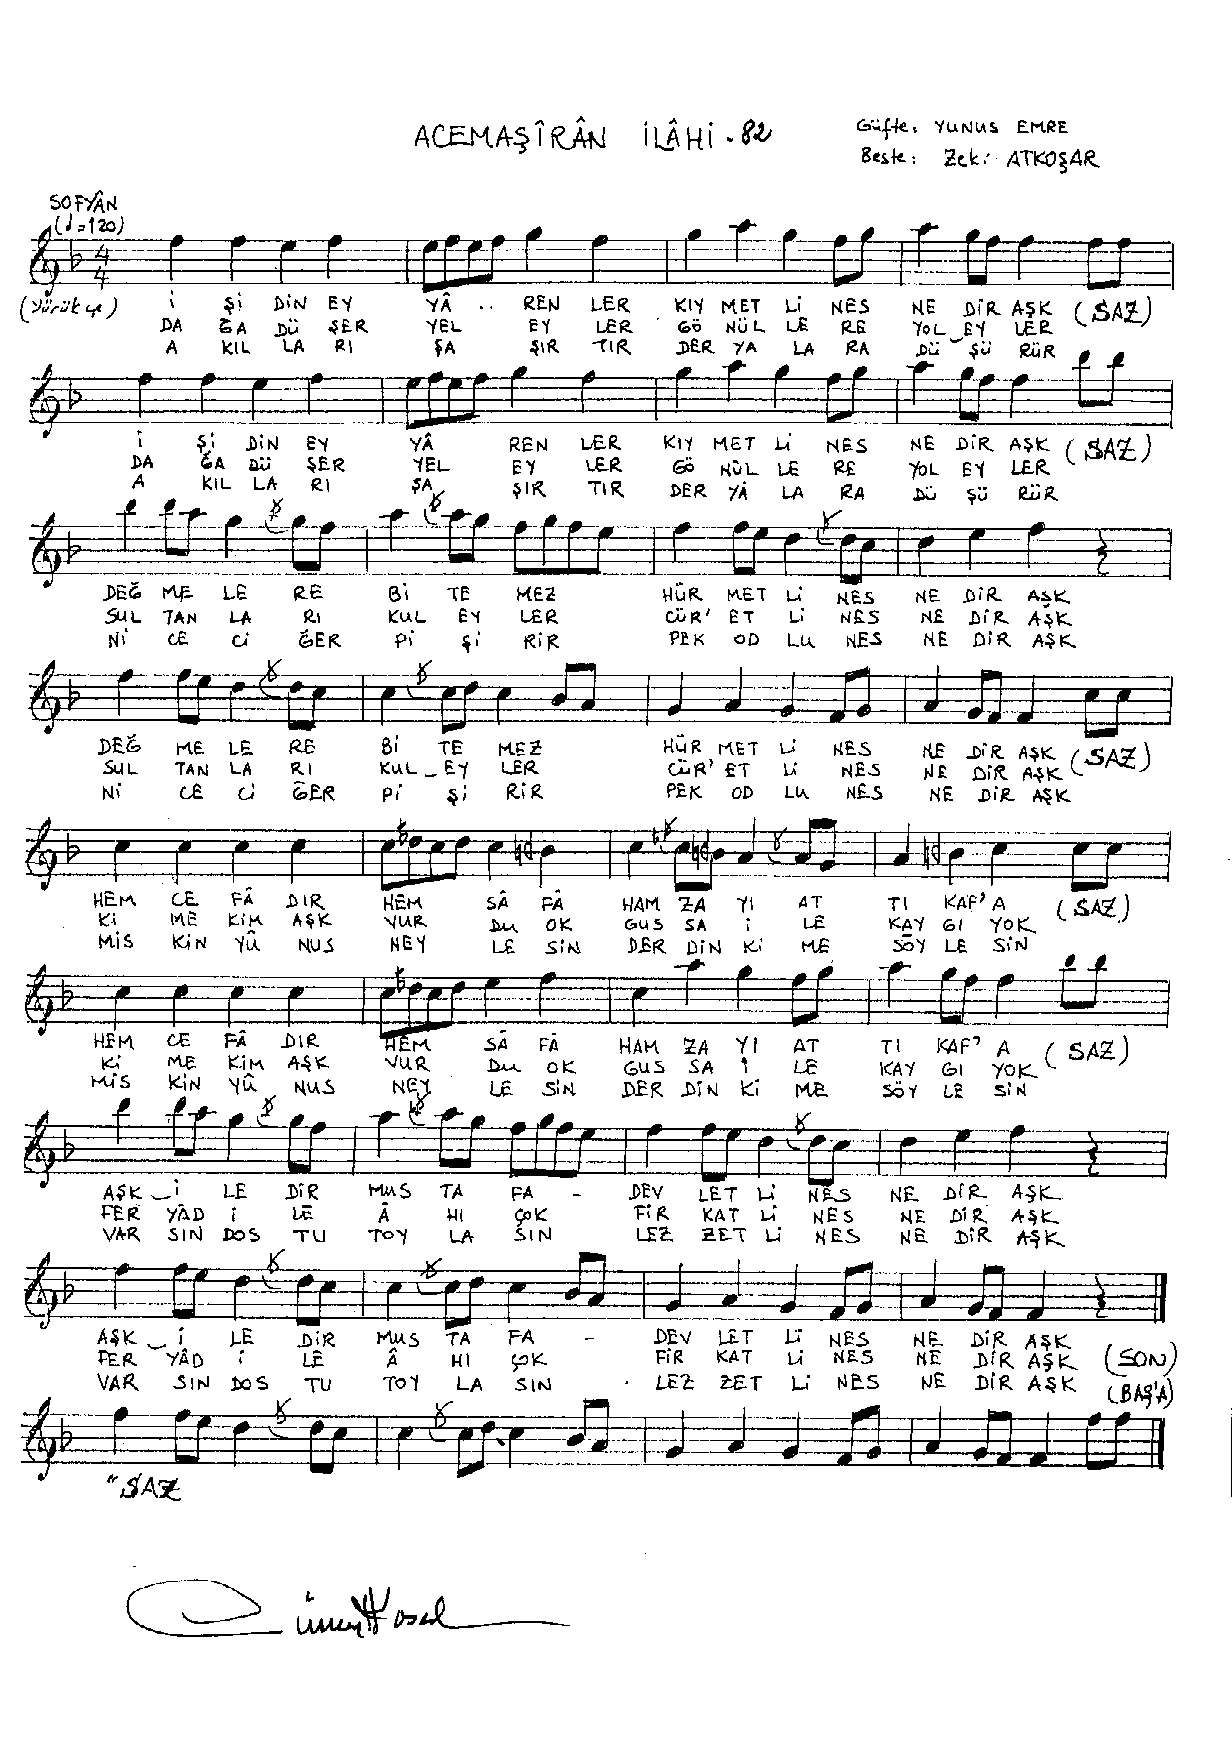 ACEMAŞÎRÂN İLÂHİ - 82
Güfte: YUNUS EMRE
Beste: Zeki ATKOŞAR
SOFYÂN
(♩=120)
4
4
(Yürükçe)
İ Şİ DİN EY YÂ . . REN LER KIY MET Lİ NES NE DİR AŞK (SAZ)
DA ĞA DÜ ŞER YEL EY LER GÖ NÜL LE RE YOL_EY LER
A KIL LA RI ŞA ŞIR TIR DER YA LA RA DÜ ŞÜ RÜR
İ Şİ DİN EY YÂ REN LER KIY MET Lİ NES NE DİR AŞK (SAZ)
DA ĞA DÜ ŞER YEL EY LER GÖ NÜL LE RE YOL EY LER
A KIL LA RI ŞA ŞIR TIR DER YÂ LA RA DÜ ŞÜ RÜR
DEĞ ME LE RE Bİ TE MEZ HÜR MET Lİ NES NE DİR AŞK
SUL TAN LA RI KUL EY LER CÜR' ET Lİ NES NE DİR AŞK
Nİ CE Cİ ĞER Pİ Şİ RİR PEK OD LU NES NE DİR AŞK
DEĞ ME LE RE Bİ TE MEZ HÜR MET Lİ NES NE DİR AŞK (SAZ)
SUL TAN LA RI KUL_EY LER CÜR' ET Lİ NES NE DİR AŞK
Nİ CE Cİ ĞER Pİ Şİ RİR PEK OD LU NES NE DİR AŞK
HEM CE FÂ DIR HEM SÂ FÂ HAM ZA YI AT TI KAF' A (SAZ)
Kİ ME KİM AŞK VUR DU OK GUS SA İ LE KAY GI YOK
MİS KİN YÛ NUS NEY LE SİN DER DİN Kİ ME SÖY LE SİN
HEM CE FÂ DIR HEM SÂ FÂ HAM ZA YI AT TI KAF' A (SAZ)
Kİ ME KİM AŞK VUR DU OK GUS SA İ LE KAY GI YOK
MİS KİN YÛ NUS NEY LE SİN DER DİN Kİ ME SÖY LE SİN
AŞK_İ LE DİR MUS TA FA - DEV LET Lİ NES NE DİR AŞK
FER YÂD İ LE Â HI ÇOK FİR KAT Lİ NES NE DİR AŞK
VAR SIN DOS TU TOY LA SIN LEZ ZET Lİ NES NE DİR AŞK
AŞK_İ LE DİR MUS TA FA - DEV LET Lİ NES NE DİR AŞK
FER YÂD İ LE Â HI ÇOK FİR KAT Lİ NES NE DİR AŞK (SON)
VAR SIN DOS TU TOY LA SIN . LEZ ZET Lİ NES NE DİR AŞK (BAŞ'A)
"SAZ